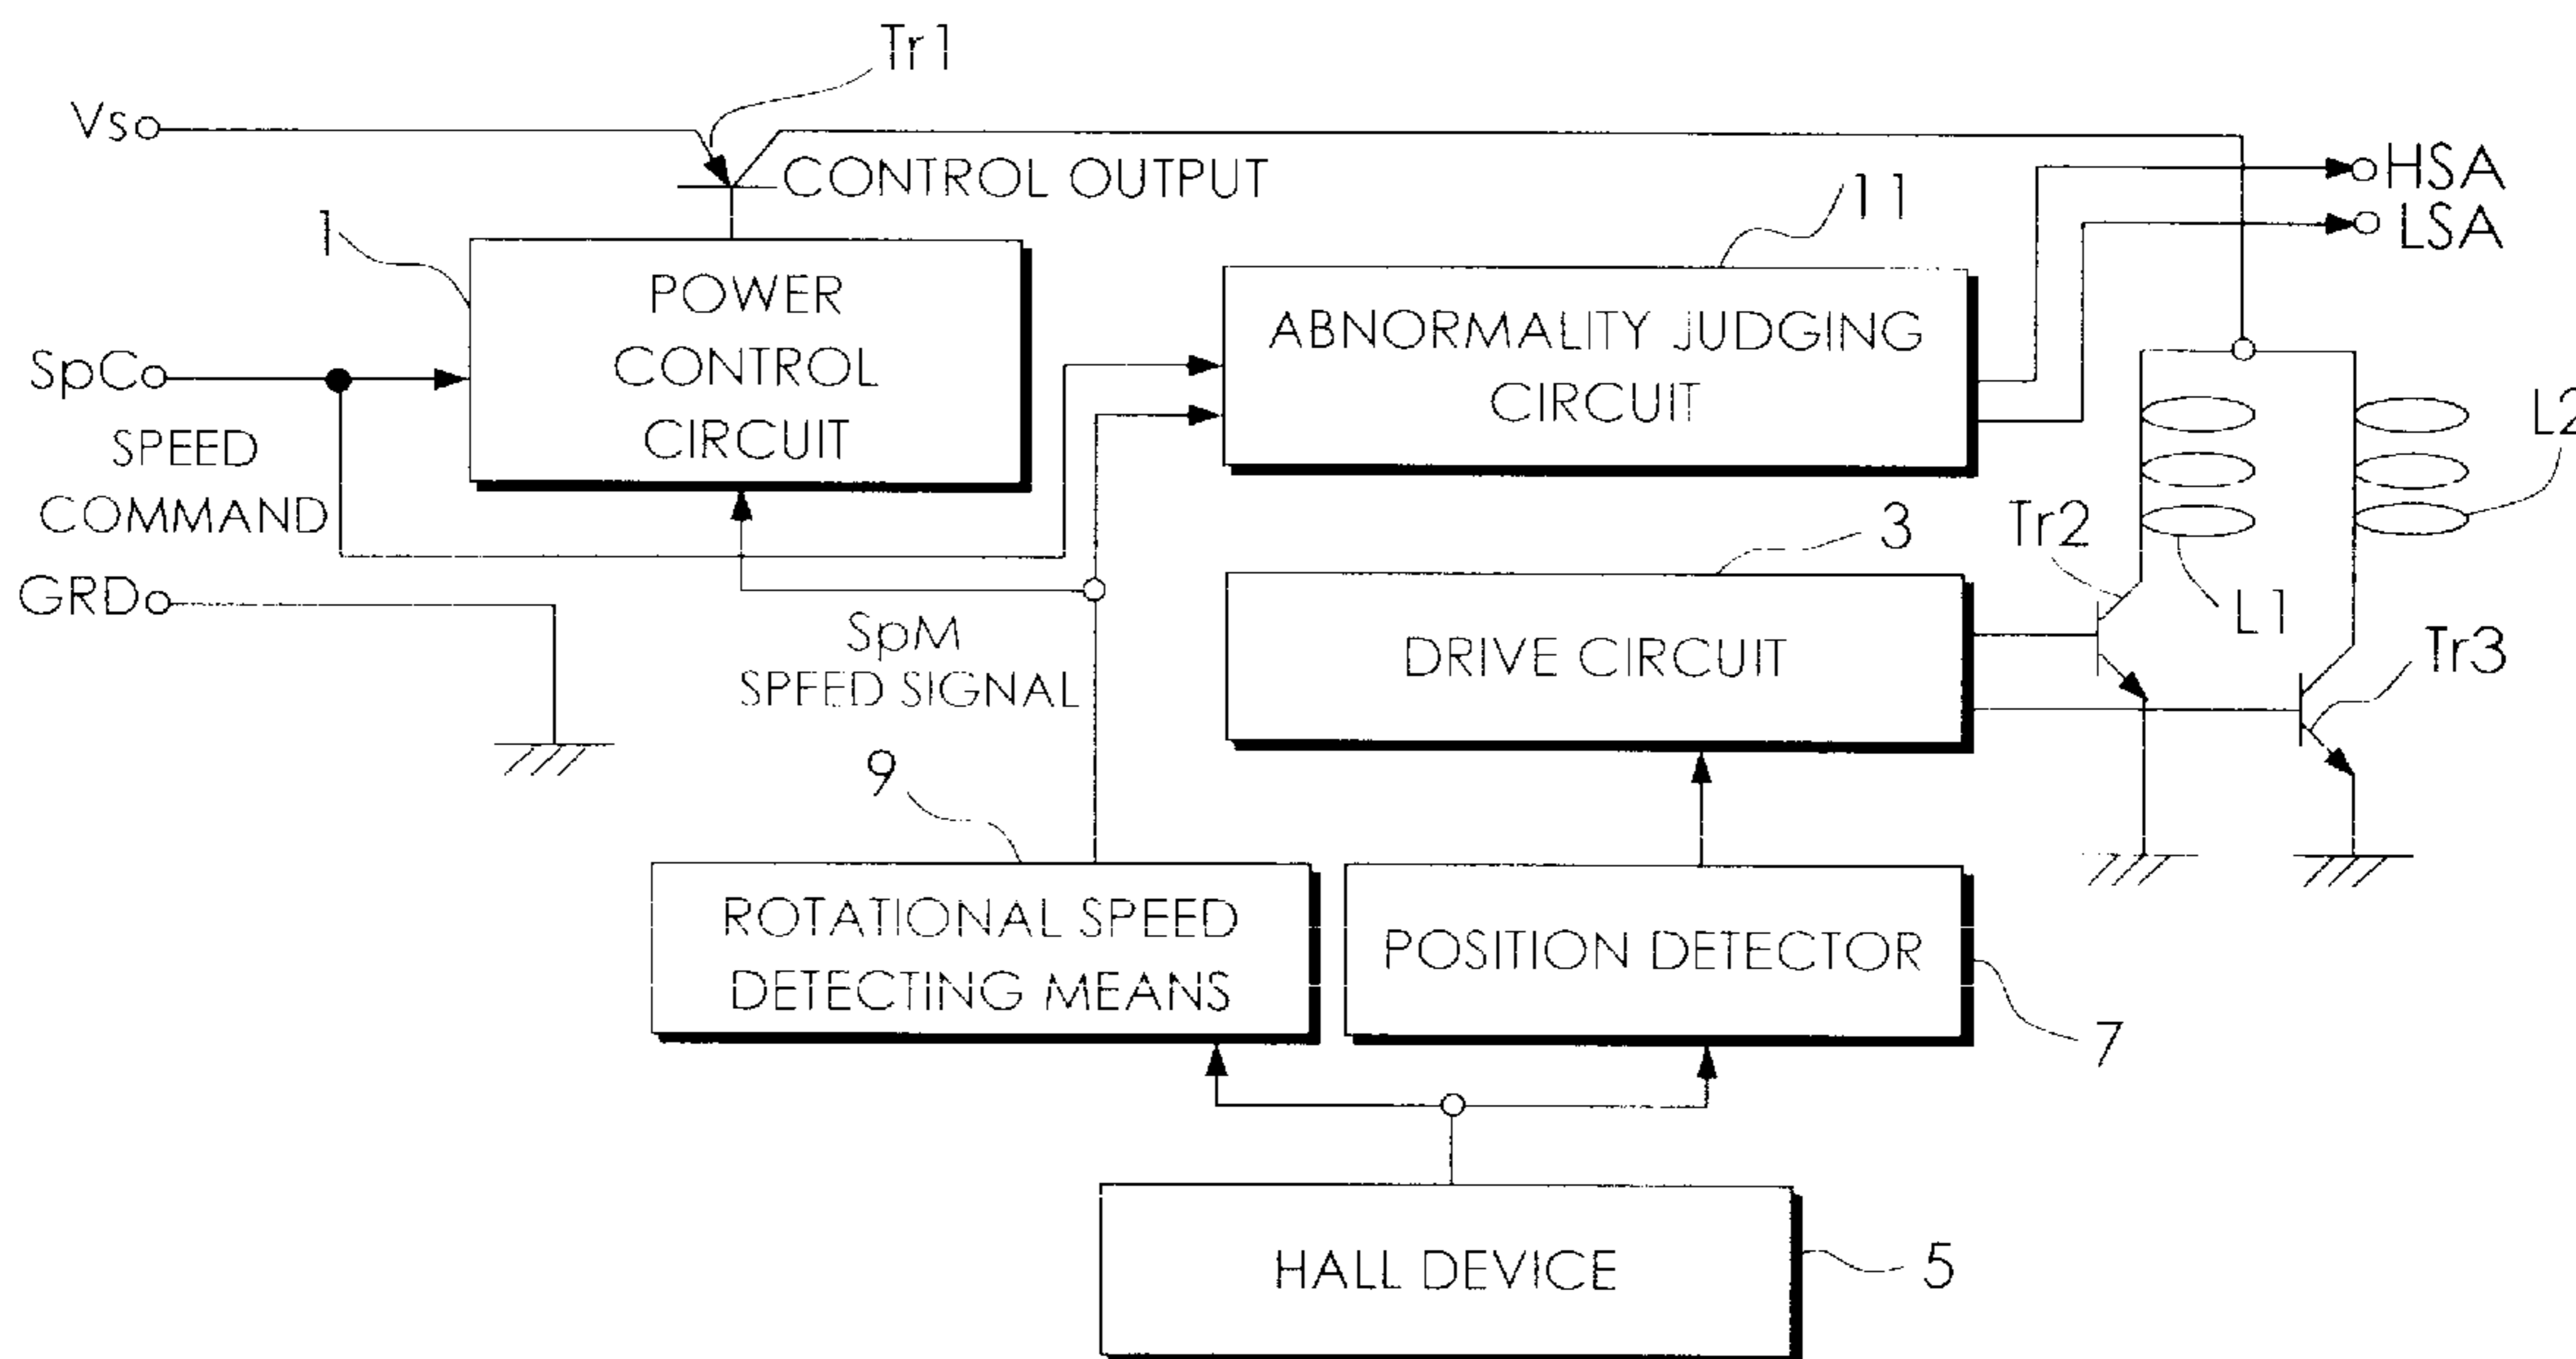 Tr1
Vs
CONTROL OUTPUT
HSA
LSA
11
1
POWER
CONTROL
CIRCUIT
ABNORMALITY JUDGING
CIRCUIT
SpC
SPEED
COMMAND
L2
Tr2
3
GRD
SpM
SPEED SIGNAL
DRIVE CIRCUIT
L1
Tr3
9
ROTATIONAL SPEED
DETECTING MEANS
POSITION DETECTOR
7
HALL DEVICE
5